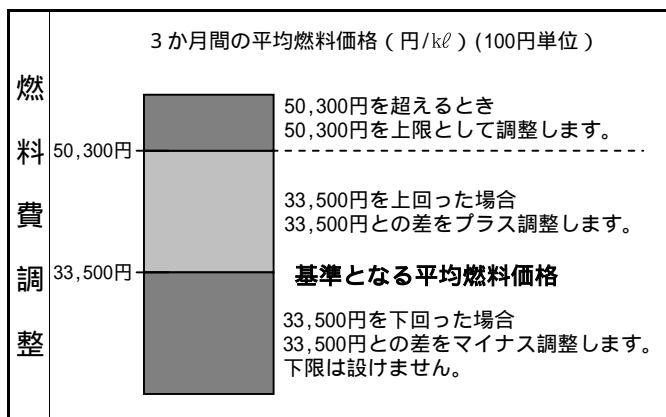 燃料費調整
3か月間の平均燃料価格(円/kℓ)(100円単位)
50,300円を超えるとき
50,300円を上限として調整します。
50,300円
33,500円を上回った場合
33,500円との差をプラス調整します。
33,500円
基準となる平均燃料価格
33,500円を下回った場合
33,500円との差をマイナス調整します。
下限は設けません。